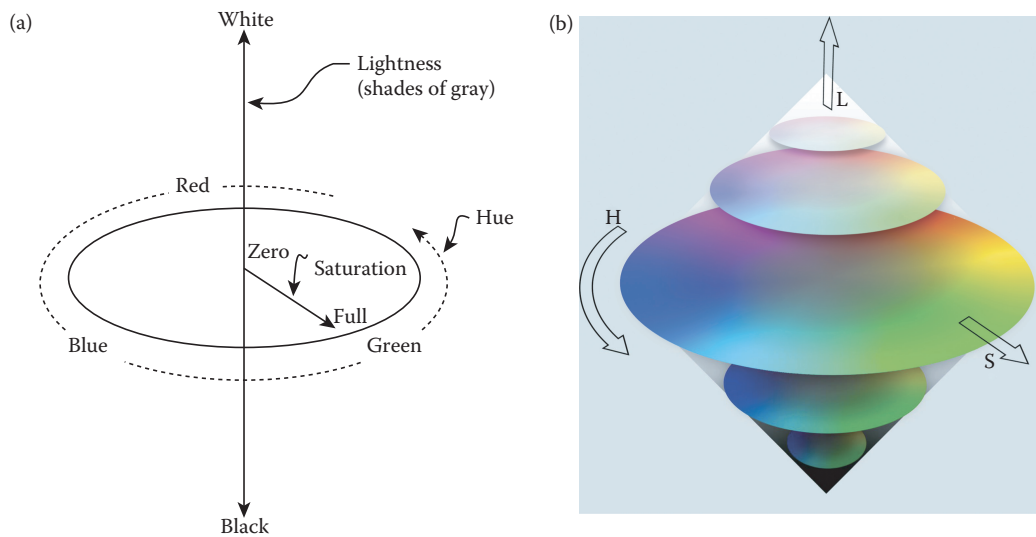 (a)
White
Lightness
(shades of gray)
Red
Hue
Zero
Saturation
Full
Blue
Green
Black
(b)
L
H
S